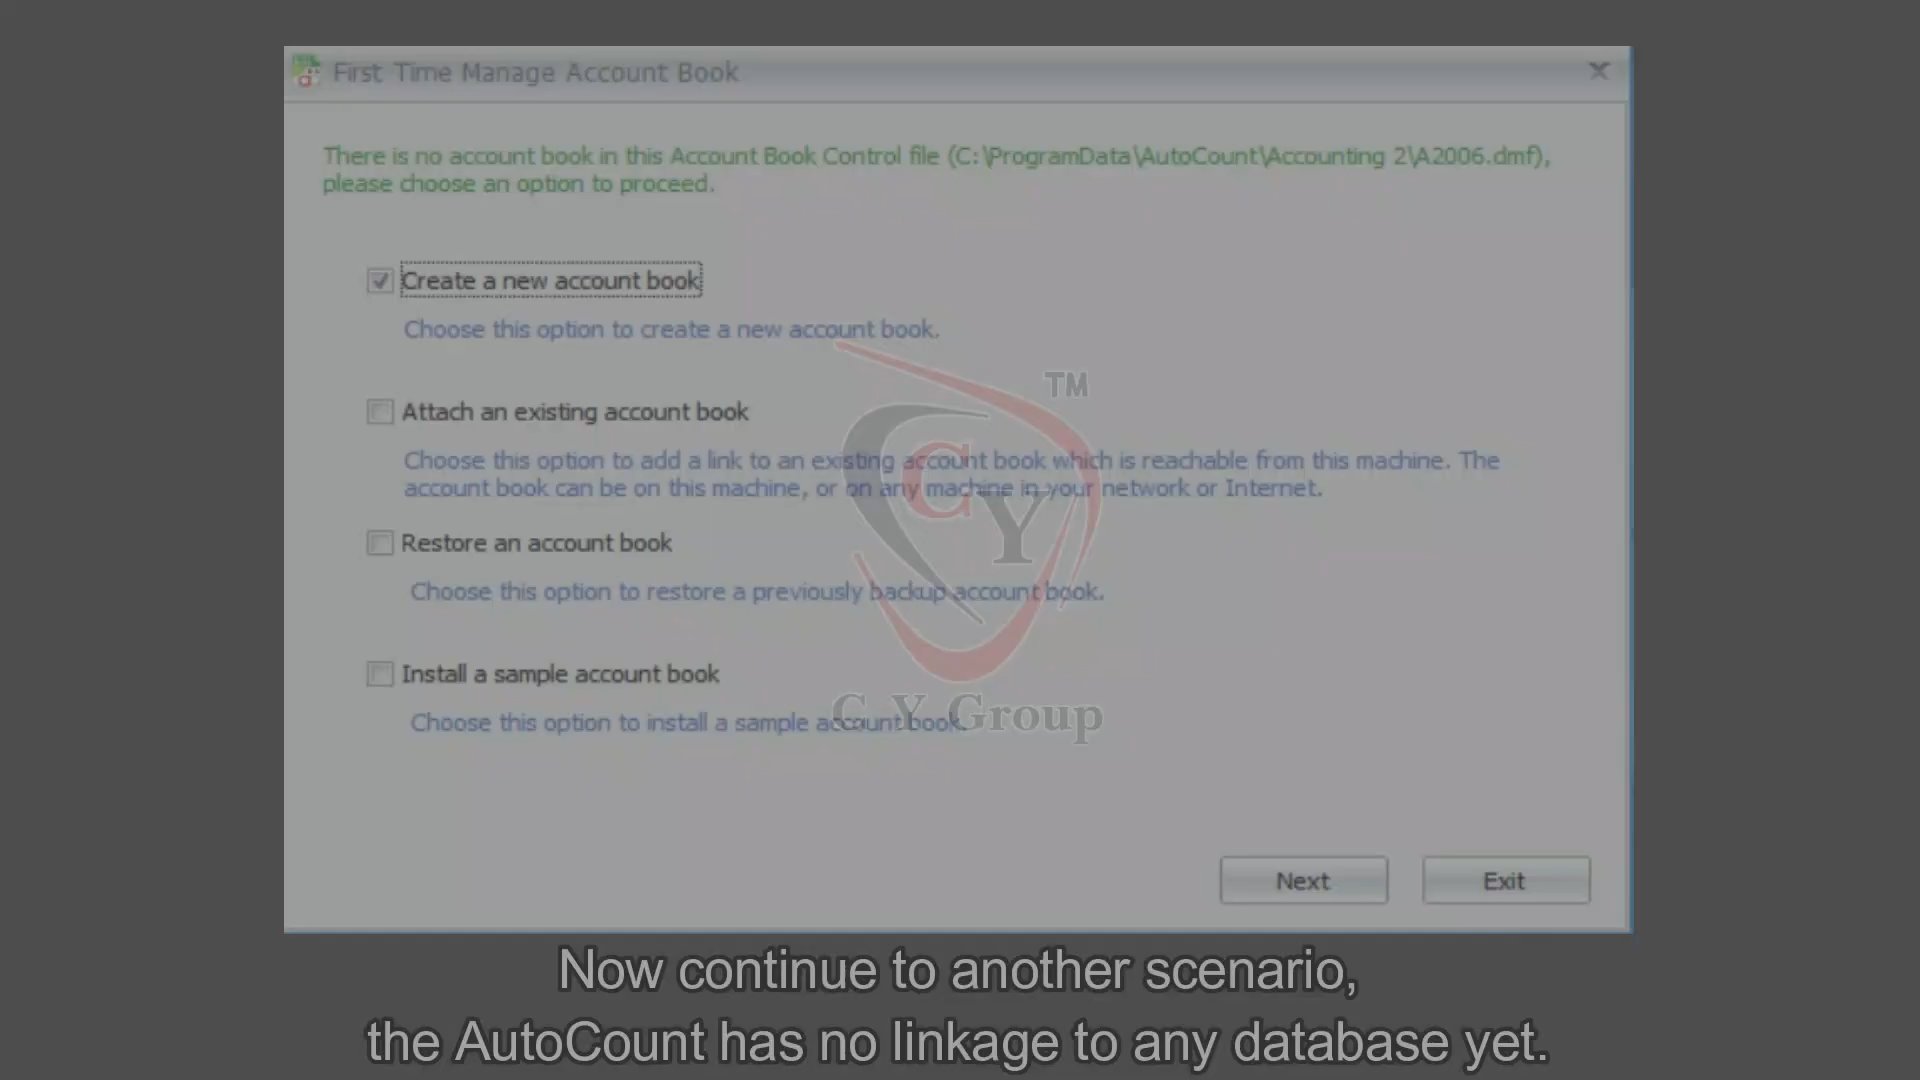 First Time Manage Account Book
There is no account book in this Account Book Control file (C:\ProgramData\AutoCount\Accounting 2\A2006.dmf),
please choose an option to proceed.
Create a new account book
Choose this option to create a new account book.
Attach an existing account book
Choose this option to add a link to an existing account book which is reachable from this machine. The
account book can be on this machine, or on any machine in your network or Internet.
Restore an account book
Choose this option to restore a previously backup account book.
Install a sample account book
Choose this option to install a sample account book.
TM
C Y
C Y Group
Next
Exit
Now continue to another scenario,
the AutoCount has no linkage to any database yet.